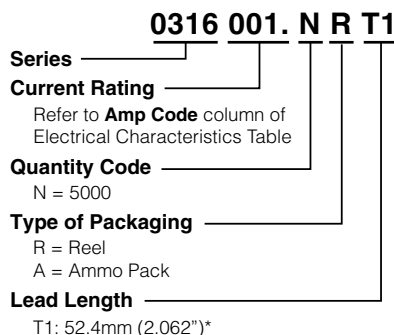 0316 001. N R T1
Series
Current Rating
Refer to Amp Code column of
Electrical Characteristics Table
Quantity Code
N = 5000
Type of Packaging
R = Reel
A = Ammo Pack
Lead Length
T1: 52.4mm (2.062”)*